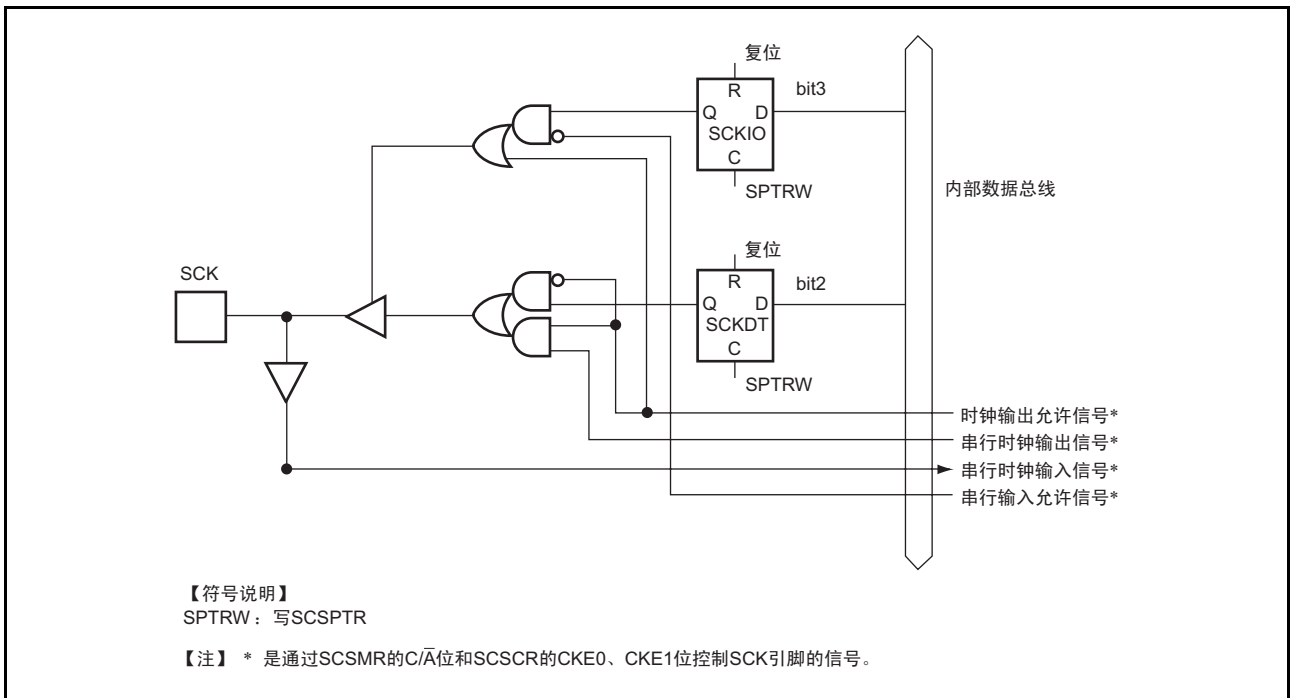 复位
R
bit3
Q
D
SCKIO
C
SPTRW
内部数据总线
复位
R
bit2
Q
D
SCKDT
C
SPTRW
SCK
时钟输出允许信号*
串行时钟输出信号*
串行时钟输入信号*
串行输入允许信号*
【符号说明】
SPTRW：写SCSPTR
【注】 * 是通过SCSMR的C/A̅位和SCSCR的CKE0、CKE1位控制SCK引脚的信号。